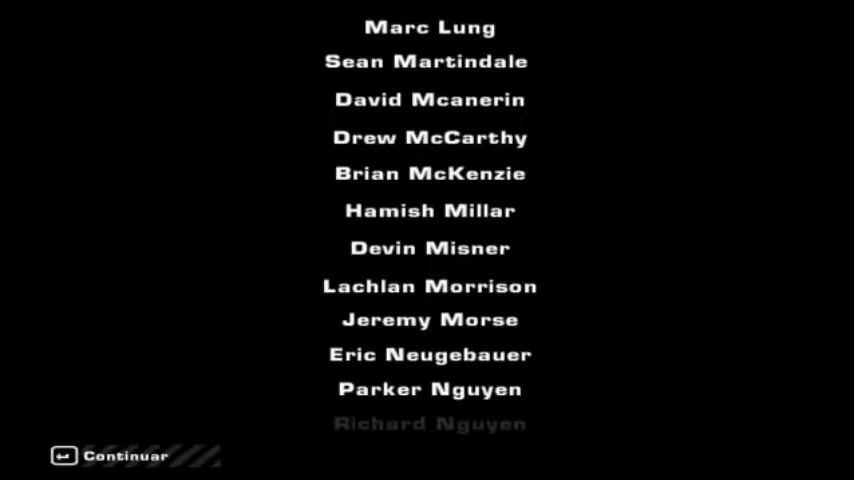 Marc Lung
Sean Martindale
David Mcanerin
Drew McCarthy
Brian McKenzie
Hamish Millar
Devin Misner
Lachlan Morrison
Jeremy Morse
Eric Neugebauer
Parker Nguyen
Richard Nguyen
Continuar